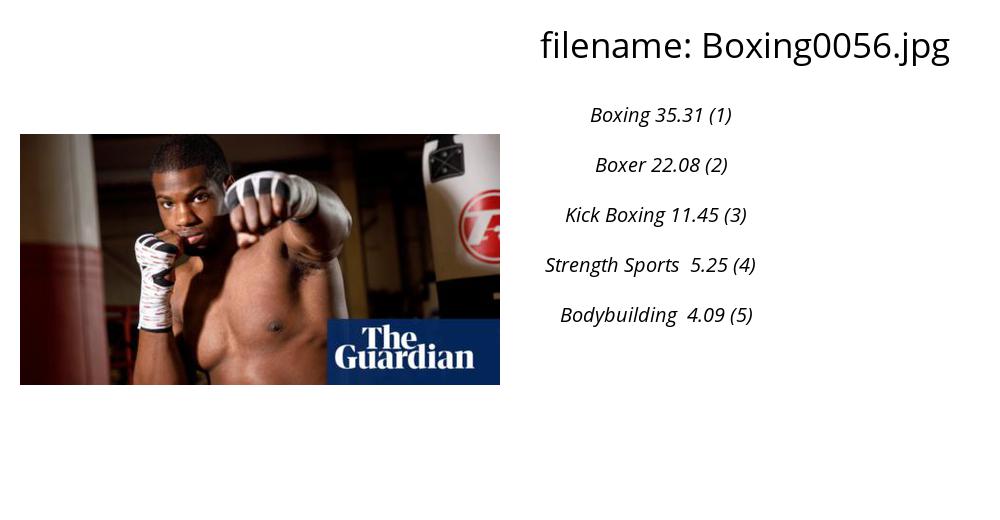 filename: Boxing0056.jpg
Boxing 35.31 (1)
Boxer 22.08 (2)
Kick Boxing 11.45 (3)
Strength Sports 5.25 (4)
Bodybuilding 4.09 (5)
The
Guardian